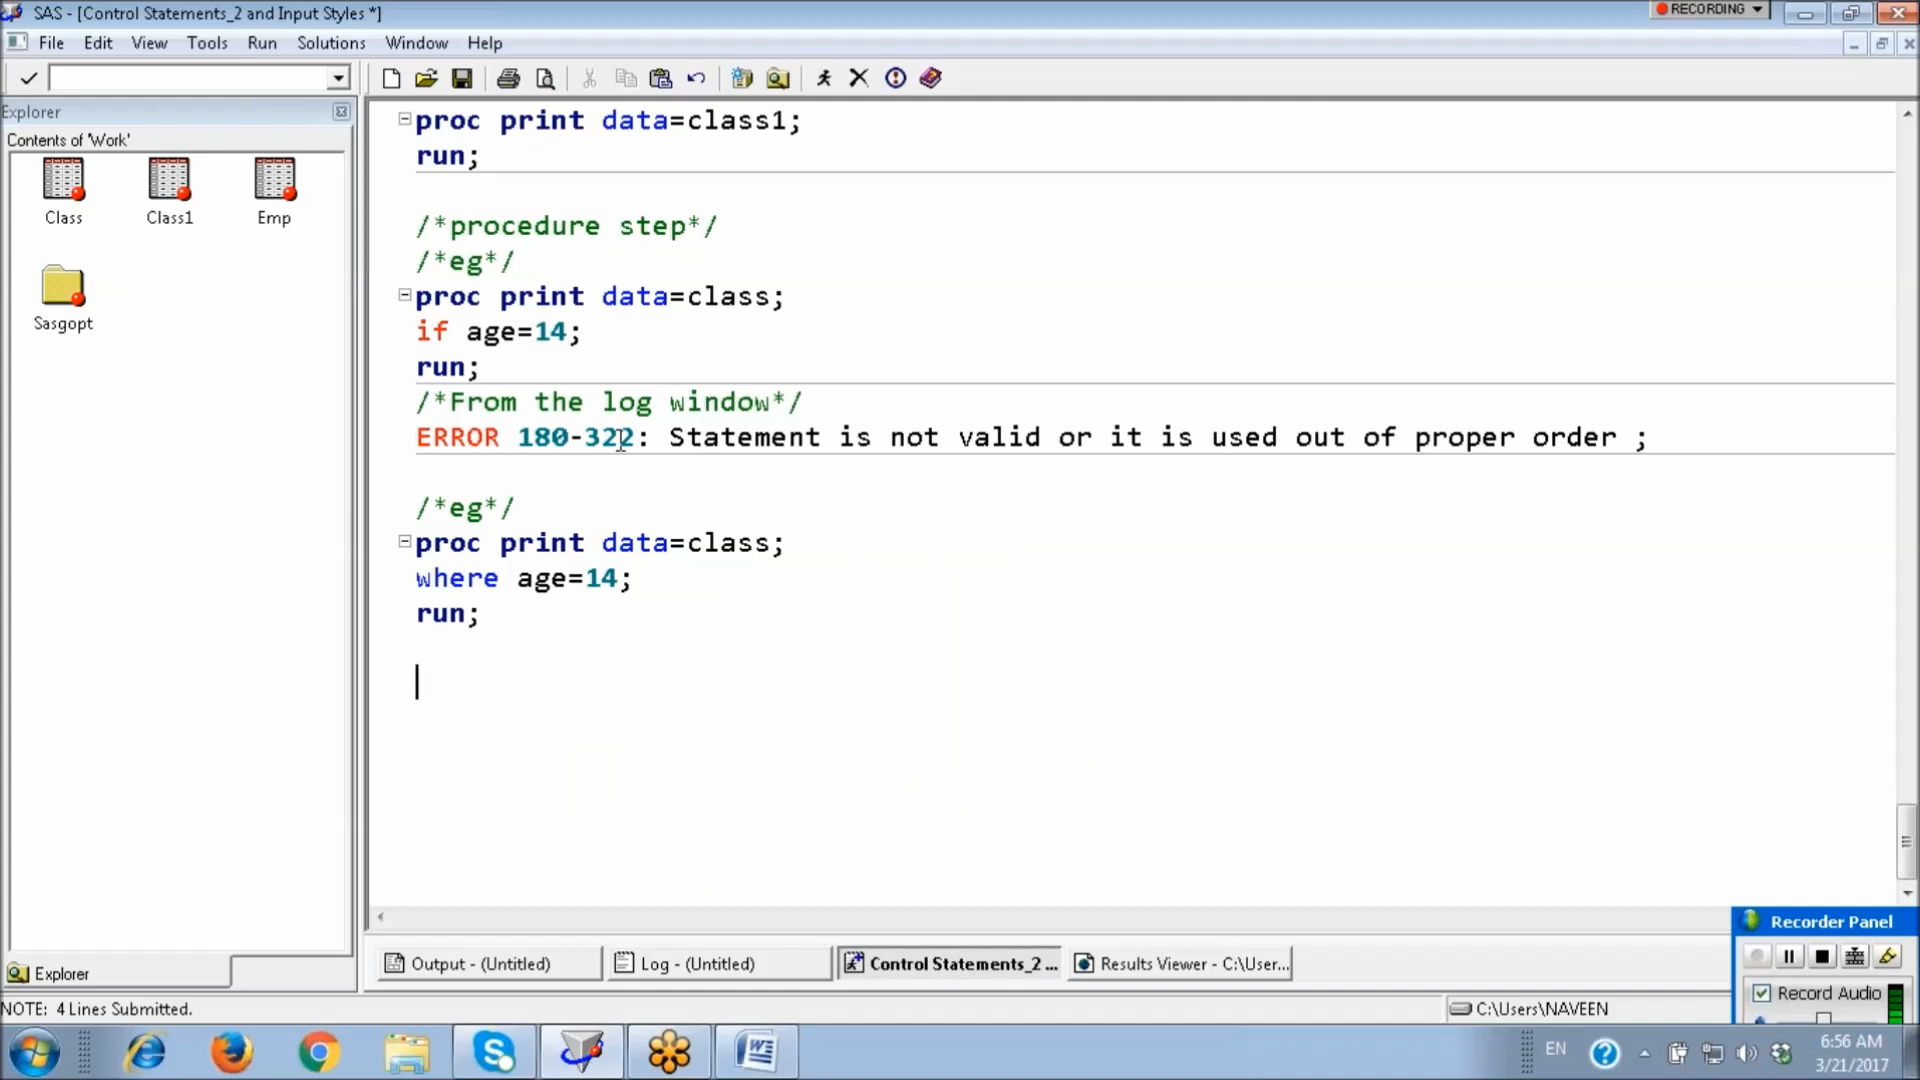 SAS - [Control Statements_2 and Input Styles *]
RECORDING
File Edit View Tools Run Solutions Window Help
Explorer
Contents of 'Work'
Class Class1 Emp
Sasgopt
proc print data=class1;
run;
/*procedure step*/
/*eg*/
proc print data=class;
if age=14;
run;
/*From the log window*/
ERROR 180-322: Statement is not valid or it is used out of proper order ;
/*eg*/
proc print data=class;
where age=14;
run;
Recorder Panel
Record Audio
Explorer
Output - (Untitled) Log - (Untitled) Control Statements_2 ... Results Viewer - C:\User...
NOTE: 4 Lines Submitted.
C:\Users\NAVEEN
EN
6:56 AM
3/21/2017